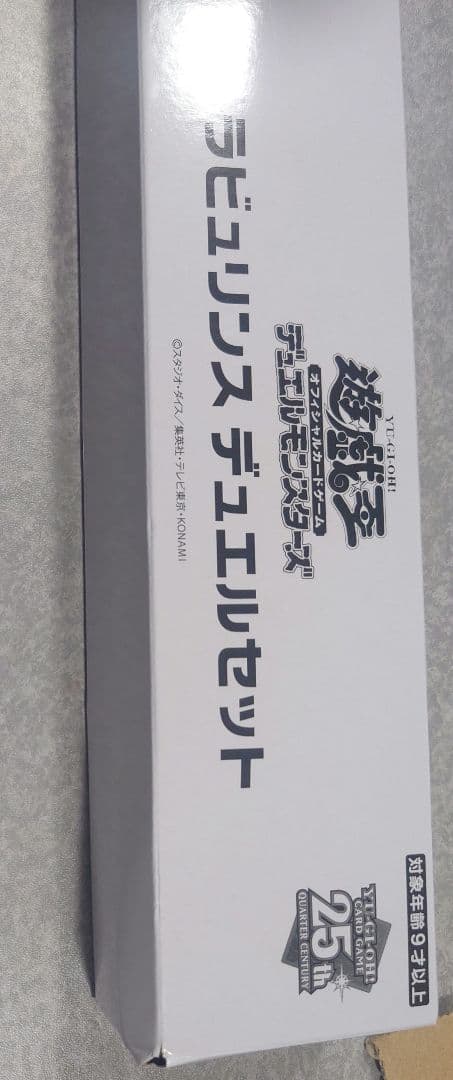 YU-GI-OH!
遊戯王
オフィシャルカードゲーム
デュエルモンスターズ
ラビュリンス デュエルセット
©スタジオ・ダイス／集英社・テレビ東京・KONAMI
対象年齢9才以上
YU-GI-OH!
CARD GAME
25th
QUARTER CENTURY